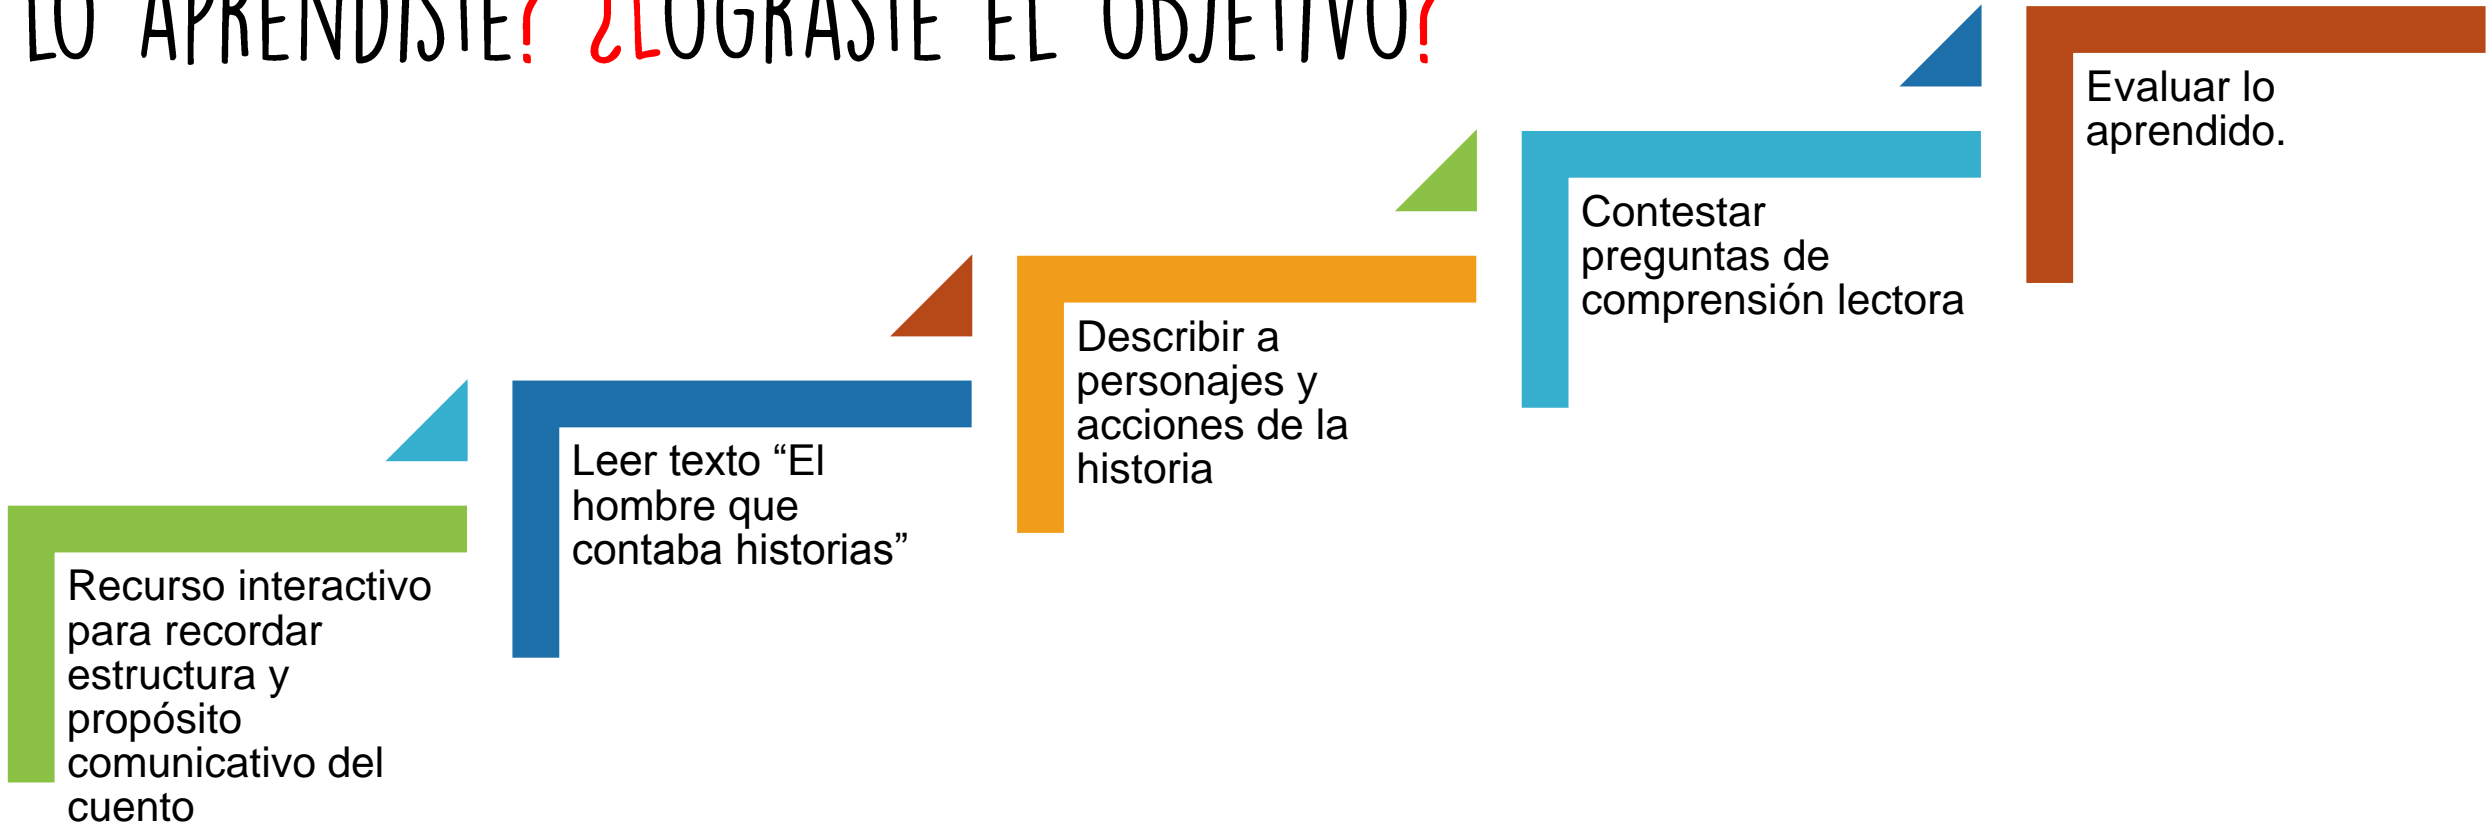 LO APRENDISTE? ¿LOGRASTE EL OBJETIVO?
Recurso interactivo
para recordar
estructura y
propósito
comunicativo del
cuento
Leer texto “El
hombre que
contaba historias”
Describir a
personajes y
acciones de la
historia
Contestar
preguntas de
comprensión lectora
Evaluar lo
aprendido.